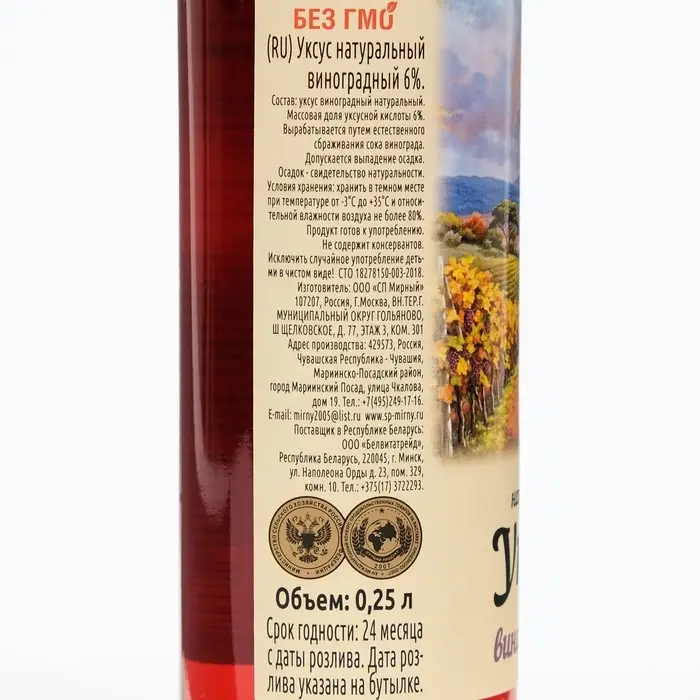 БЕЗ ГМО
(RU) Уксус натуральный
виноградный 6%.
Состав: уксус виноградный натуральный.
Массовая доля уксусной кислоты 6%.
Вырабатывается путем естественного
сбраживания сока винограда.
Допускается выпадение осадка.
Осадок - свидетельство натуральности.
Условия хранения: хранить в темном месте
при температуре от -3°С до +35°С и относи-
тельной влажности воздуха не более 80%.
Продукт готов к употреблению.
Не содержит консервантов.
Исключить случайное употребление деть-
ми в чистом виде! СТО 18278150-003-2018.
Изготовитель: ООО «СП Мирный»
107207, Россия, Г.Москва, ВН.ТЕР.Г.
МУНИЦИПАЛЬНЫЙ ОКРУГ ГОЛЬЯНОВО,
Ш ЩЕЛКОВСКОЕ, Д. 77, ЭТАЖ 3, КОМ. 301
Адрес производства: 429573, Россия,
Чувашская Республика - Чувашия,
Мариинско-Посадский район,
город Мариинский Посад, улица Чкалова,
дом 19. Тел.: +7(495)249-17-16.
E-mail: mirny2005@list.ru www.sp-mirny.ru
Поставщик в Республике Беларусь:
ООО «Белвитатрейд»,
Республика Беларусь, 220045, г. Минск,
ул. Наполеона Орды д. 23, пом. 329,
комн. 10. Тел.: +375(17) 3722293.
МИНИСТЕРСТВО СЕЛЬСКОГО ХОЗЯЙСТВА РОССИЙСКОЙ ФЕДЕРАЦИИ
2007
Объем: 0,25 л
Срок годности: 24 месяца
с даты розлива. Дата роз-
лива указана на бутылке.